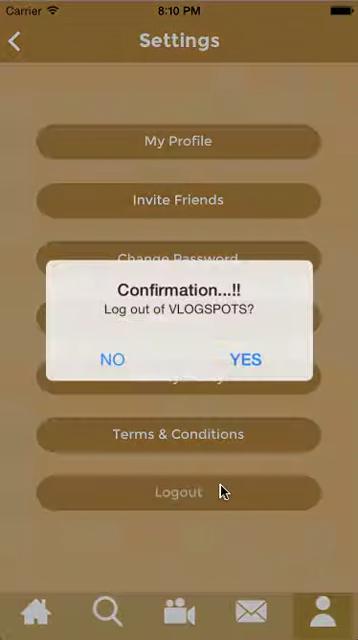 Carrier 8:10 PM
Settings
My Profile
Invite Friends
Change Password
Confirmation...!!
Log out of VLOGSPOTS?
NO YES
Terms & Conditions
Logout